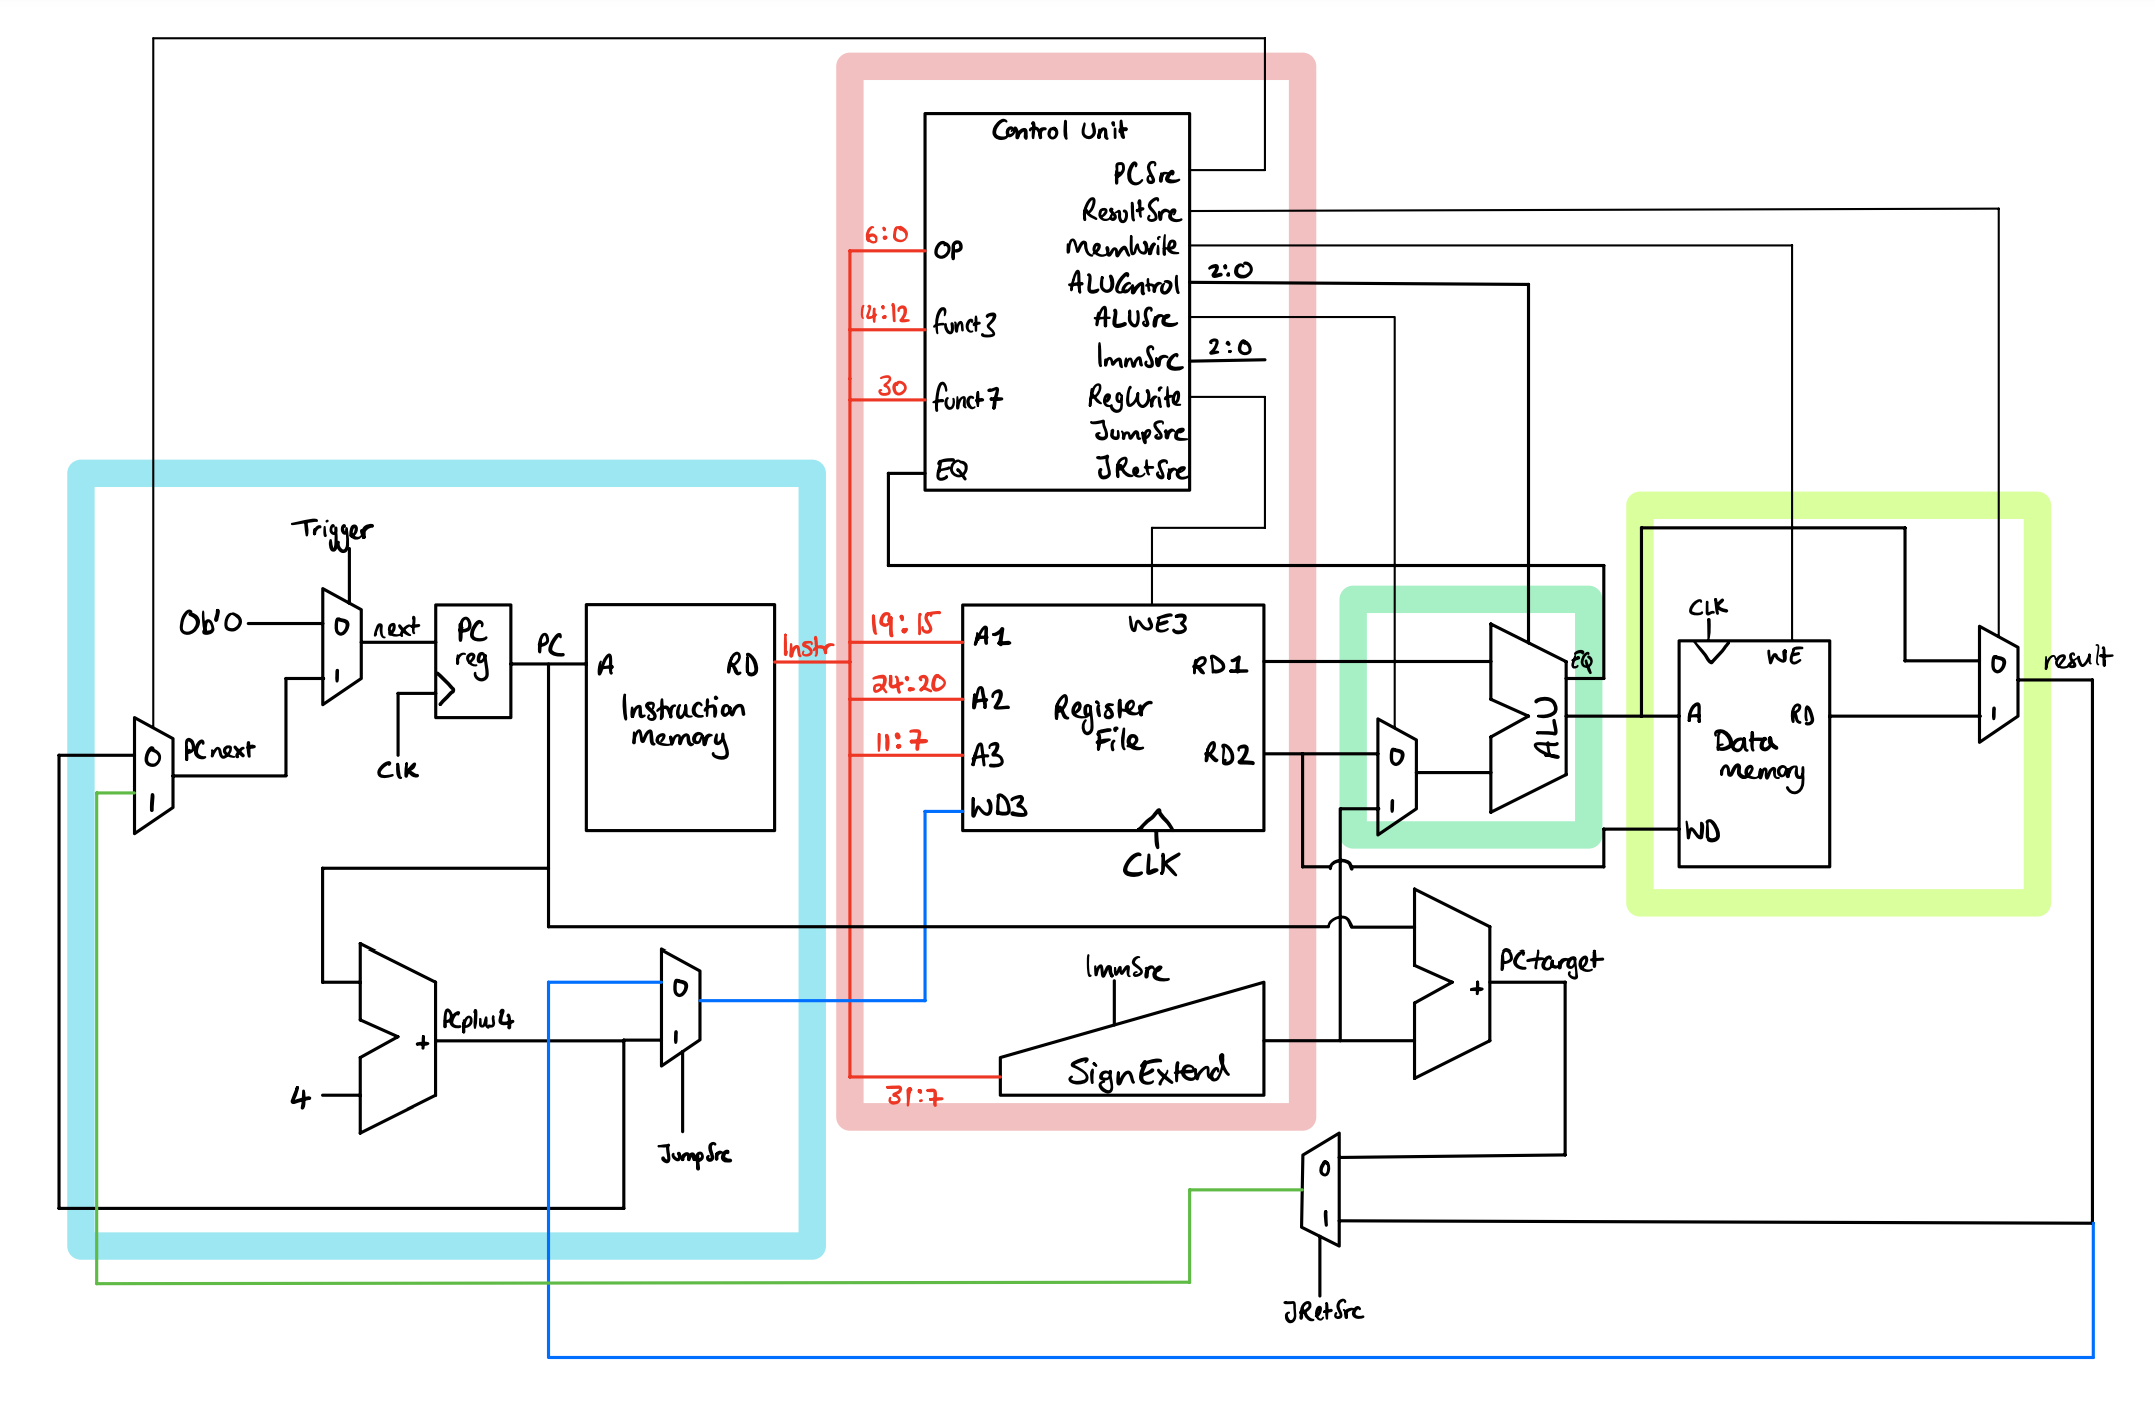 Control Unit
PCSrc
ResultSrc
MemWrite
6:0
OP
ALUControl
2:0
14:12
funct3
ALUSrc
ImmSrc
2:0
30
funct7
RegWrite
JumpSrc
EQ
JRetSrc
Trigger
0b'0
0
1
next
PC
reg
Clk
PC
A
RD
Instruction
Memory
Instr
0
1
PCnext
19:15
A1
24:20
A2
11:7
A3
WD3
WE3
RD1
RD2
Register
File
CLK
0
1
ALU
EQ
CLK
WE
A
RD
Data
Memory
WD
0
1
result
PCplus4
+
4
0
1
JumpSrc
ImmSrc
SignExtend
31:7
PCtarget
+
0
1
JRetSrc